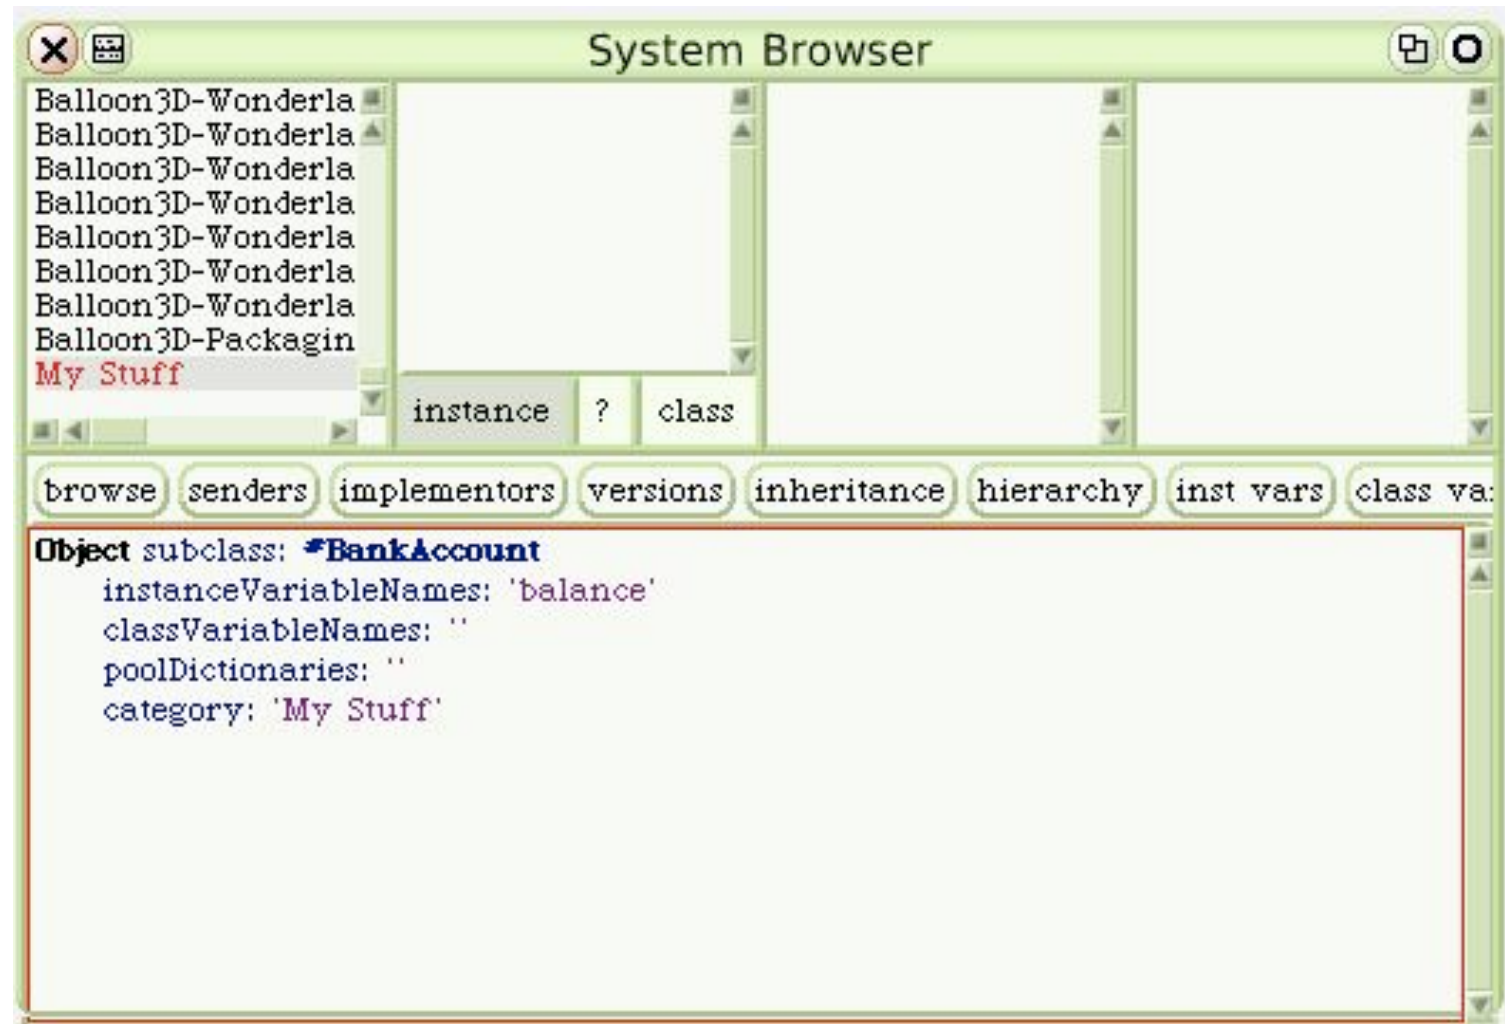 System Browser
Balloon3D-Wonderla
Balloon3D-Wonderla
Balloon3D-Wonderla
Balloon3D-Wonderla
Balloon3D-Wonderla
Balloon3D-Wonderla
Balloon3D-Wonderla
Balloon3D-Packagin
My Stuff
instance ? class
browse senders implementors versions inheritance hierarchy inst vars class va
Object subclass: #BankAccount
instanceVariableNames: 'balance'
classVariableNames: ''
poolDictionaries: ''
category: 'My Stuff'